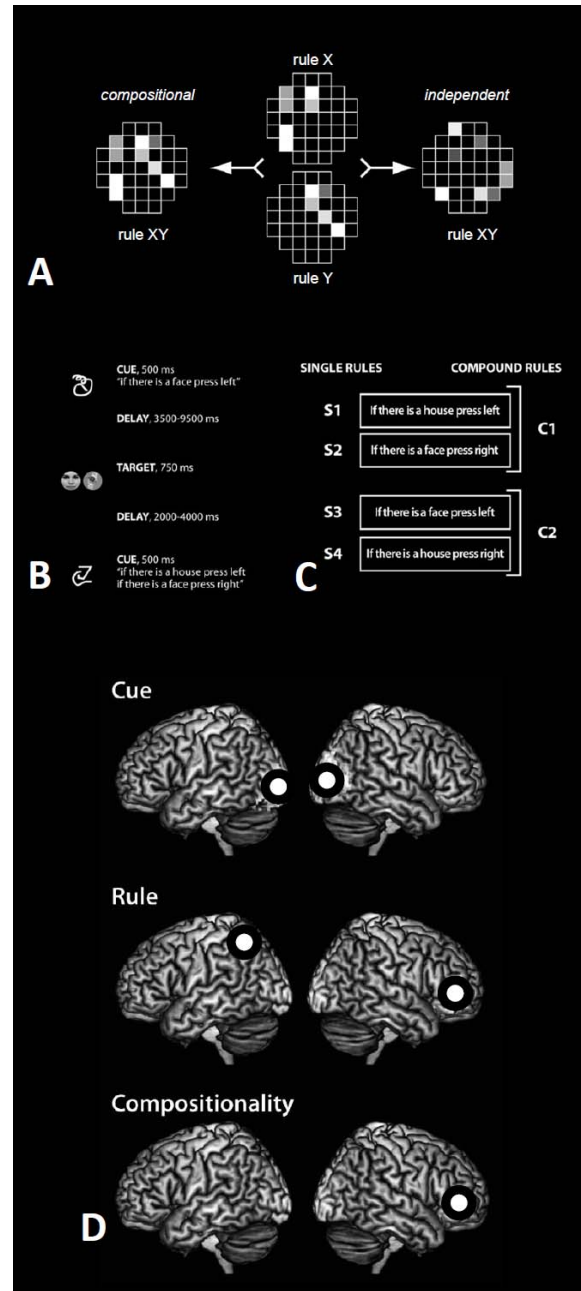 rule X
compositional
independent
rule XY
rule XY
rule Y
A
CUE, 500 ms
"if there is a face press left"
DELAY, 3500-9500 ms
TARGET, 750 ms
DELAY, 2000-4000 ms
CUE, 500 ms
"if there is a house press left
if there is a face press right"
B
SINGLE RULES
COMPOUND RULES
S1
If there is a house press left
S2
If there is a face press right
C1
S3
If there is a face press left
S4
If there is a house press right
C2
C
Cue
Rule
Compositionality
D